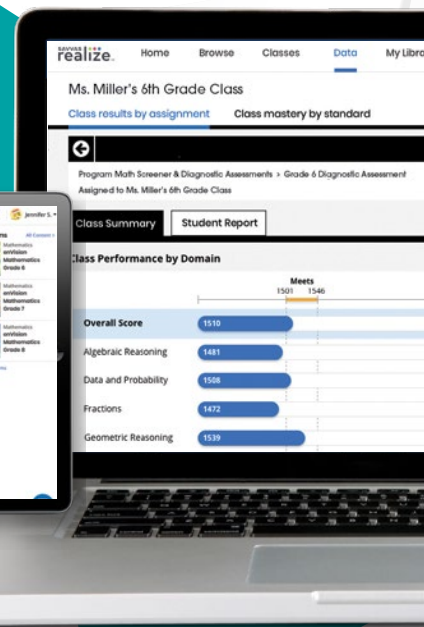 savvas
realize.
Home Browse Classes Data My Libra
Ms. Miller's 6th Grade Class
Class results by assignment Class mastery by standard
Program Math Screener & Diagnostic Assessments > Grade 6 Diagnostic Assessment
Assigned to Ms. Miller's 6th Grade Class
Class Summary Student Report
Class Performance by Domain
Meets
1501 1546
Overall Score 1510
Algebraic Reasoning 1481
Data and Probability 1508
Fractions 1472
Geometric Reasoning 1539
Jennifer S.
All Content >
Mathematics
enVision
Mathematics
Grade 6
Mathematics
enVision
Mathematics
Grade 7
Mathematics
enVision
Mathematics
Grade 8